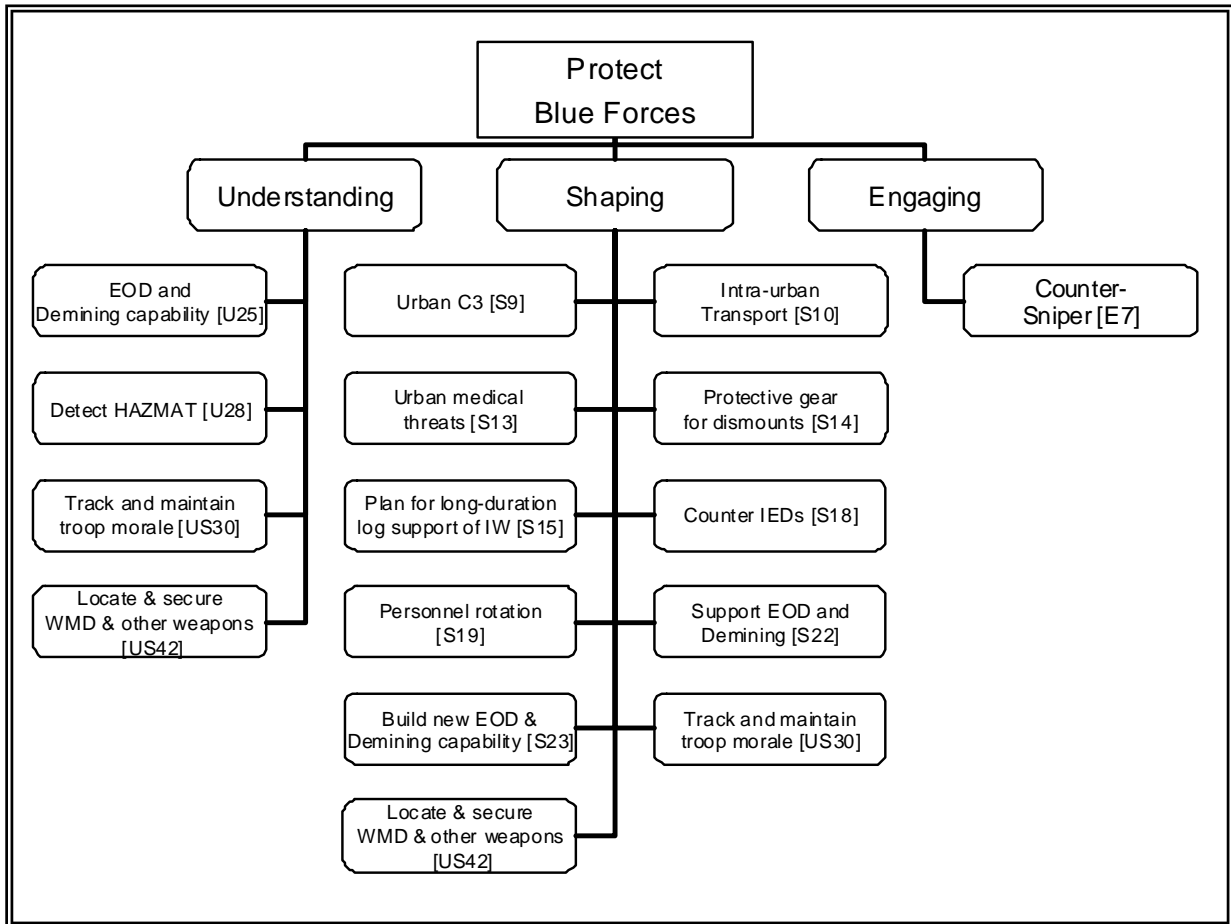 Protect
Blue Forces
Understanding
Shaping
Engaging
EOD and
Demining capability [U25]
Detect HAZMAT [U28]
Track and maintain
troop morale [US30]
Locate & secure
WMD & other weapons
[US42]
Urban C3 [S9]
Intra-urban
Transport [S10]
Urban medical
threats [S13]
Protective gear
for dismounts [S14]
Plan for long-duration
log support of IW [S15]
Counter IEDs [S18]
Personnel rotation
[S19]
Support EOD and
Demining [S22]
Build new EOD &
Demining capability [S23]
Track and maintain
troop morale [US30]
Locate & secure
WMD & other weapons
[US42]
Counter-
Sniper [E7]